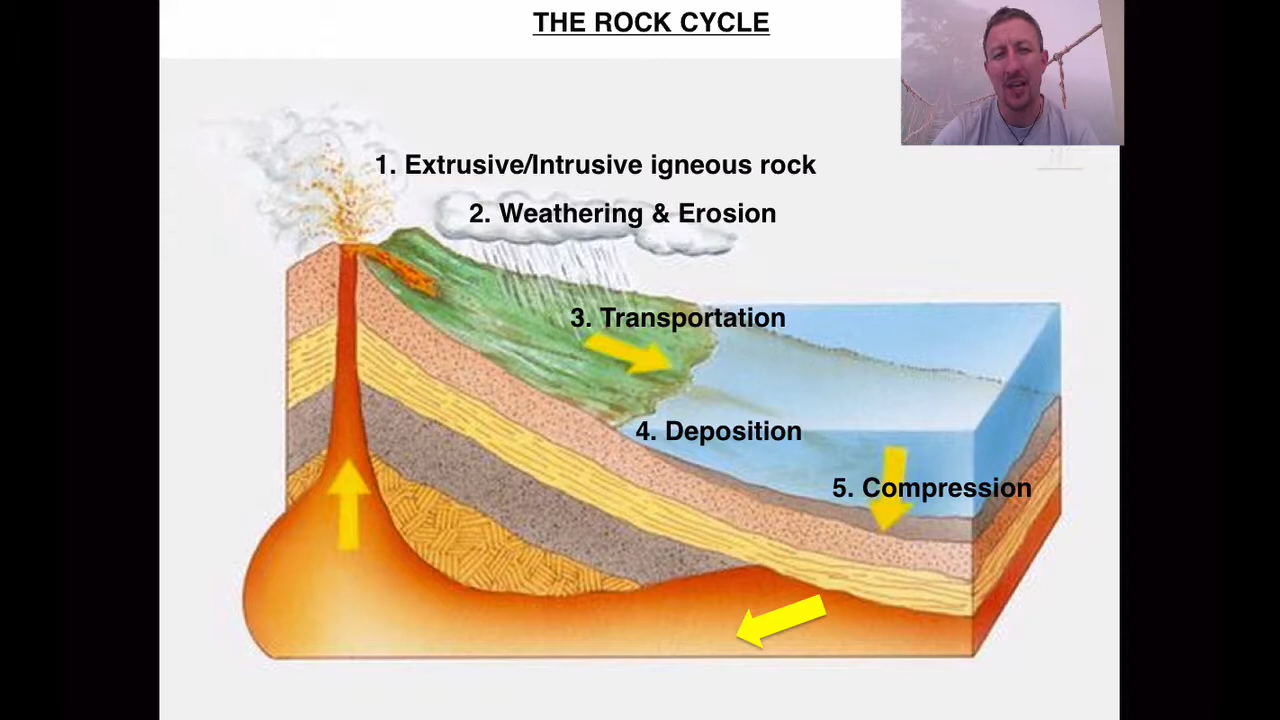 THE ROCK CYCLE
1. Extrusive/Intrusive igneous rock
2. Weathering & Erosion
3. Transportation
4. Deposition
5. Compression